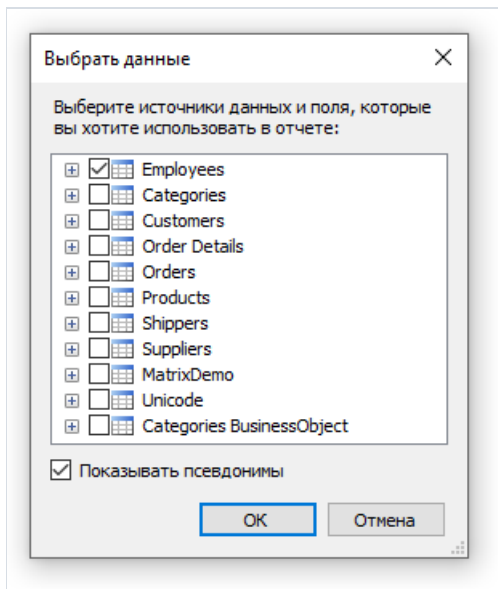 Выбрать данные
Выберите источники данных и поля, которые
вы хотите использовать в отчете:
Employees
Categories
Customers
Order Details
Orders
Products
Shippers
Suppliers
MatrixDemo
Unicode
Categories BusinessObject
Показывать псевдонимы
ОК
Отмена